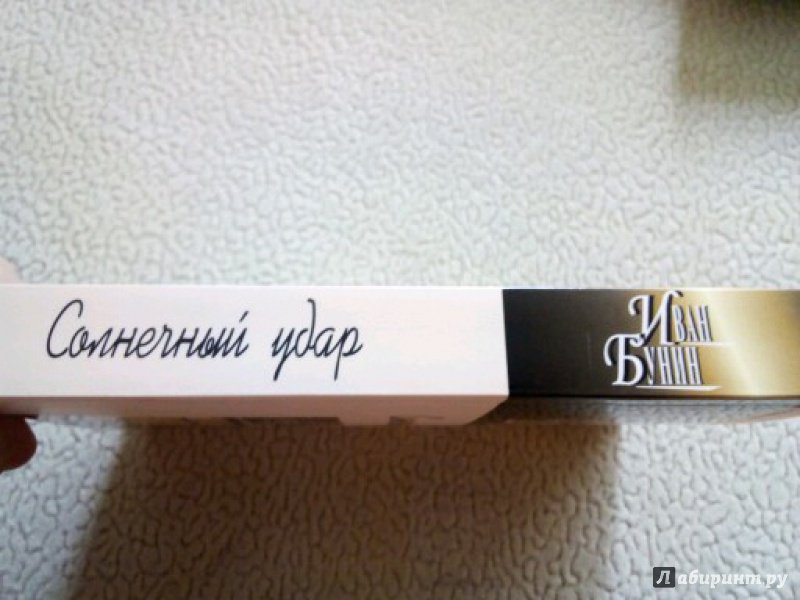 Солнечный удар
Иван
Бунин
Лабиринт.ру